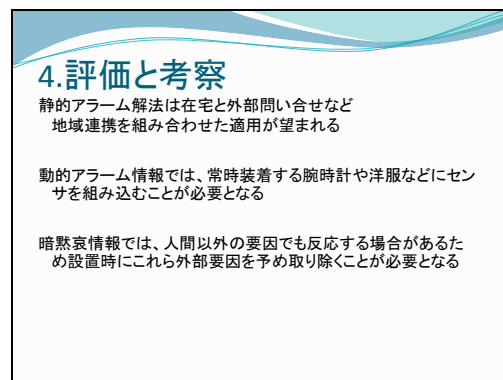 4.評価と考察
静的アラーム解法は在宅と外部問い合せなど
地域連携を組み合わせた適用が望まれる
動的アラーム情報では、常時装着する腕時計や洋服などにセン
サを組み込むことが必要となる
暗黙哀情報では、人間以外の要因でも反応する場合があるた
め設置時にこれら外部要因を予め取り除くことが必要となる